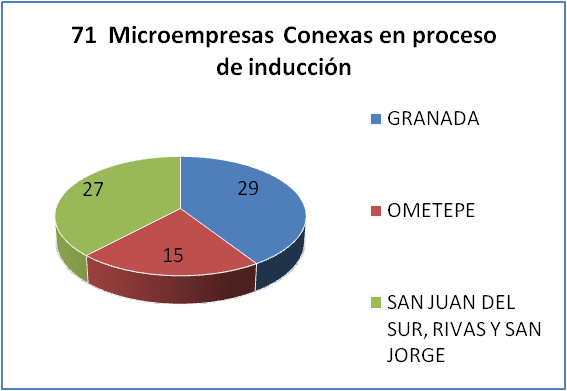 71 Microempresas Conexas en proceso
de inducción
GRANADA
27
29
OMETEPE
15
SAN JUAN DEL
SUR, RIVAS Y SAN
JORGE